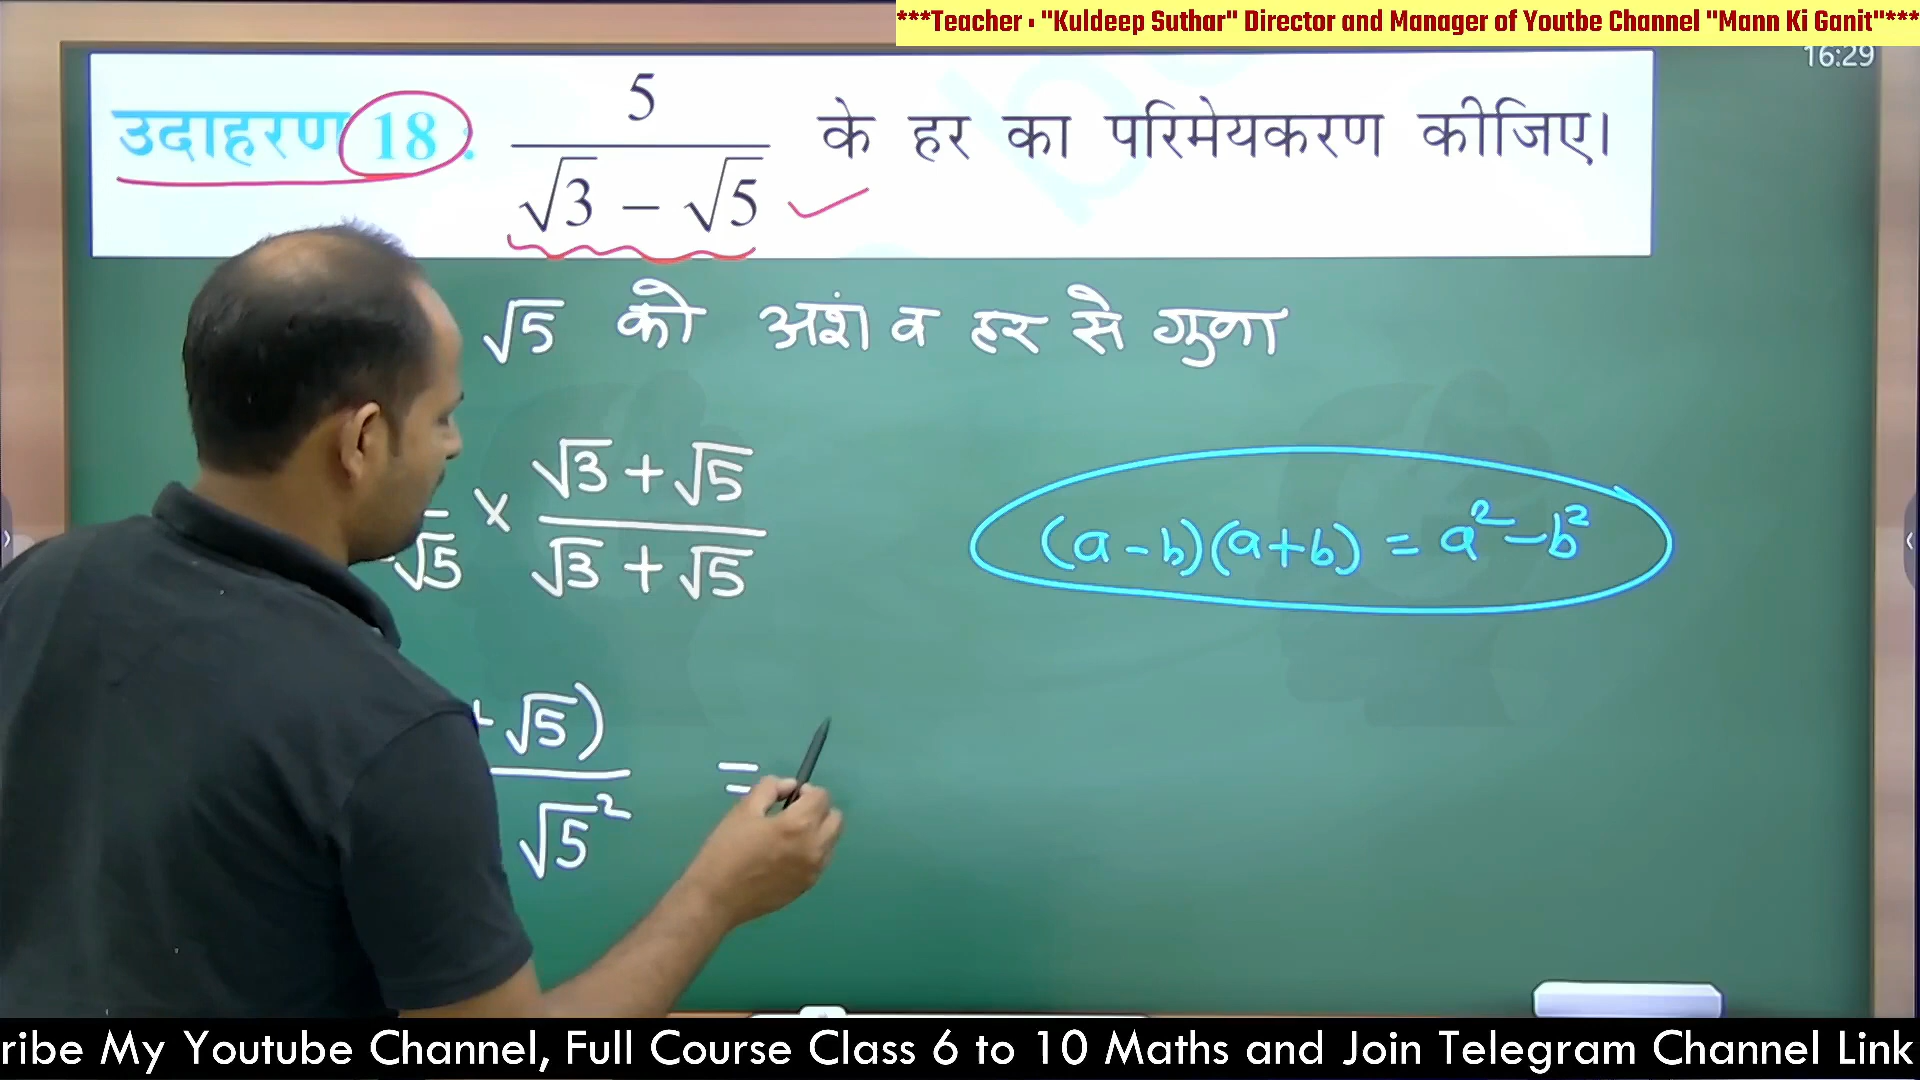 ***Teacher : "Kuldeep Suthar" Director and Manager of Youtbe Channel "Mann Ki Ganit"***
16:29
उदाहरण 18 : 5 / (√3 − √5) के हर का परिमेयकरण कीजिए।
√5 को अंश व हर से गुणा
√5 × (√3 + √5) / (√3 + √5)
(a - b)(a + b) = a² - b²
+ √5) / √5² =
ribe My Youtube Channel, Full Course Class 6 to 10 Maths and Join Telegram Channel Link